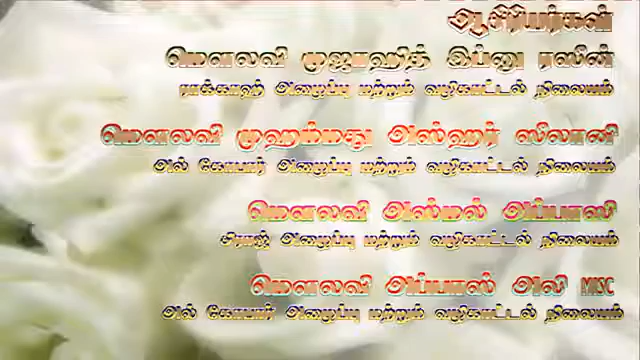 ஆசிரியர்கள்
மௌலவி முஜாஹித் இப்னு ரஸீன்
ராக்காஹ் அழைப்பு மற்றும் வழிகாட்டல் நிலையம்
மௌலவி முஹம்மது அஸ்ஹர் ஸீலானி
அல் கோபார் அழைப்பு மற்றும் வழிகாட்டல் நிலையம்
மௌலவி அஸ்மல் அப்பாஸி
அழைப்பு மற்றும் வழிகாட்டல் நிலையம்
மௌலவி அப்பாஸ் அலி MISC
அல் கோபார் அழைப்பு மற்றும் வழிகாட்டல் நிலையம்